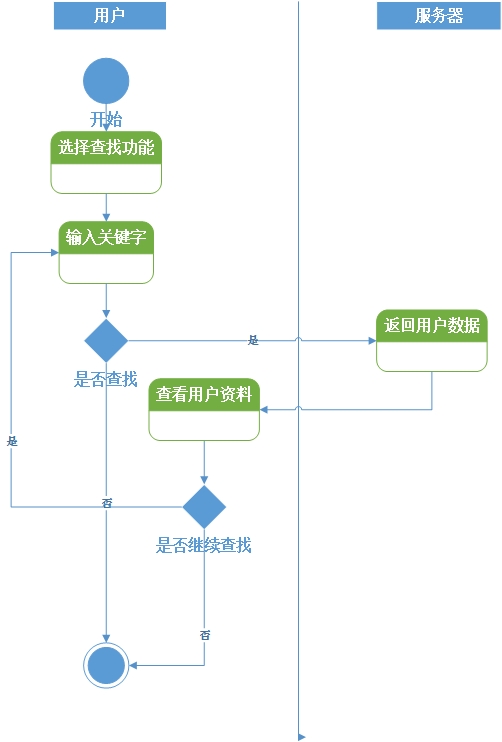 用户
服务器
开始
选择查找功能
输入关键字
返回用户数据
是
是否查找
查看用户资料
是
否
是否继续查找
否